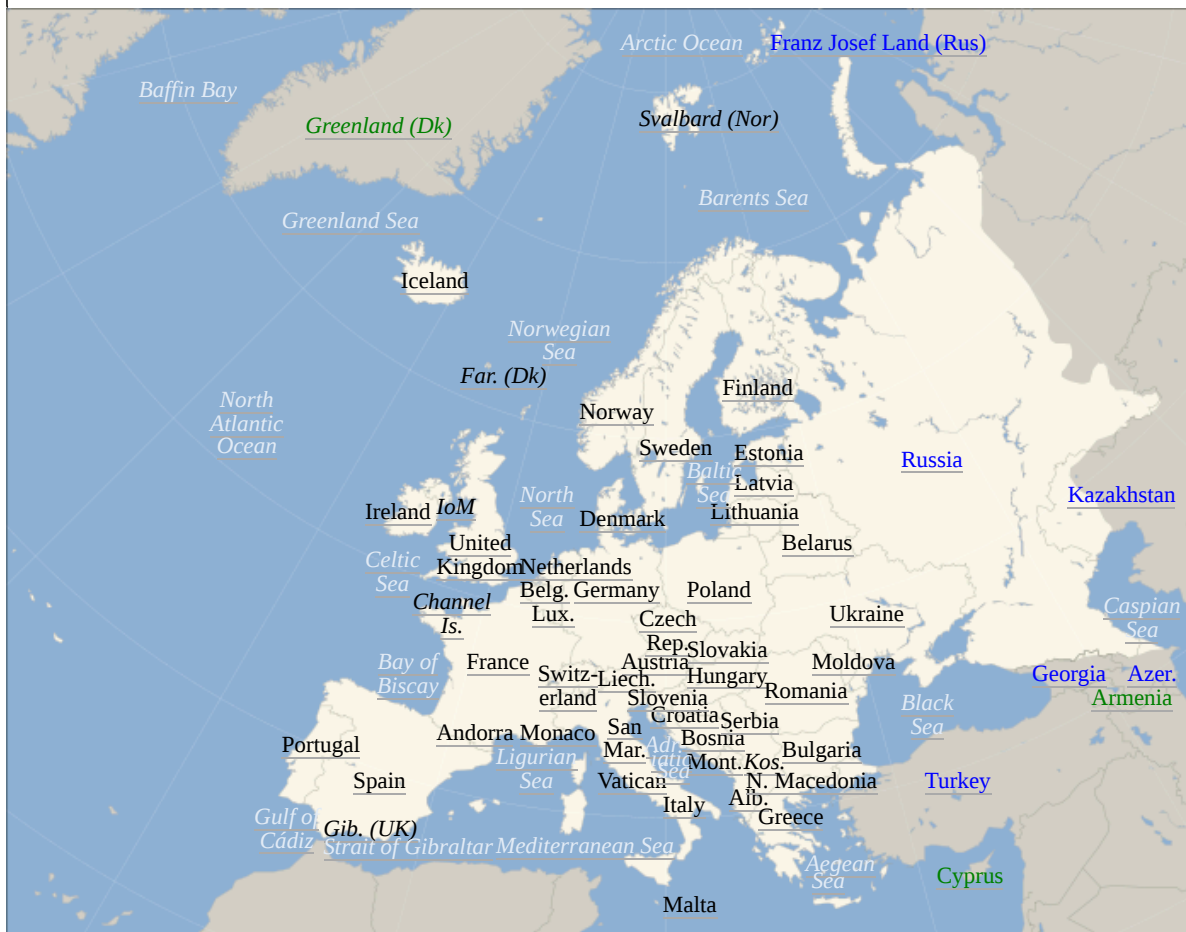 Arctic Ocean
Franz Josef Land (Rus)
Baffin Bay
Greenland (Dk)
Svalbard (Nor)
Barents Sea
Greenland Sea
Iceland
Norwegian
Sea
Far. (Dk)
Finland
North
Atlantic
Ocean
Norway
Sweden
Estonia
Russia
Baltic
Sea
Latvia
Kazakhstan
North
Sea
Ireland
IoM
Denmark
Lithuania
United
Kingdom
Belarus
Celtic
Sea
Netherlands
Belg.
Germany
Poland
Channel
Is.
Lux.
Czech
Rep.
Ukraine
Caspian
Sea
Slovakia
Bay of
Biscay
France
Switz-
erland
Liech.
Austria
Hungary
Moldova
Georgia
Azer.
Armenia
Slovenia
Romania
Croatia
Serbia
Black
Sea
Portugal
Andorra
Monaco
San
Mar.
Bosnia
Bulgaria
Ligurian
Sea
Adr.
iatic
Sea
Mont.
Kos.
Spain
Vatican
N. Macedonia
Turkey
Italy
Alb.
Greece
Gulf of
Cádiz
Gib. (UK)
Strait of Gibraltar
Mediterranean Sea
Aegean
Sea
Cyprus
Malta